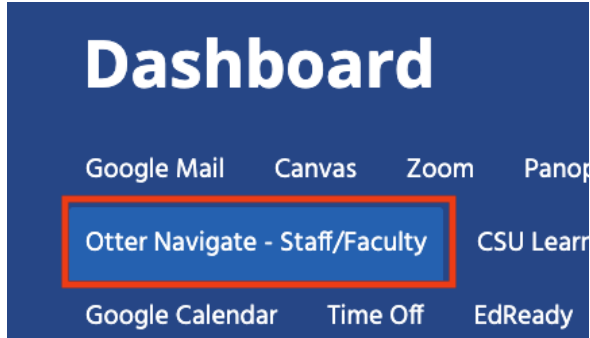 Dashboard
Google Mail Canvas Zoom
Otter Navigate - Staff/Faculty CSU
Google Calendar Time Off EdReady